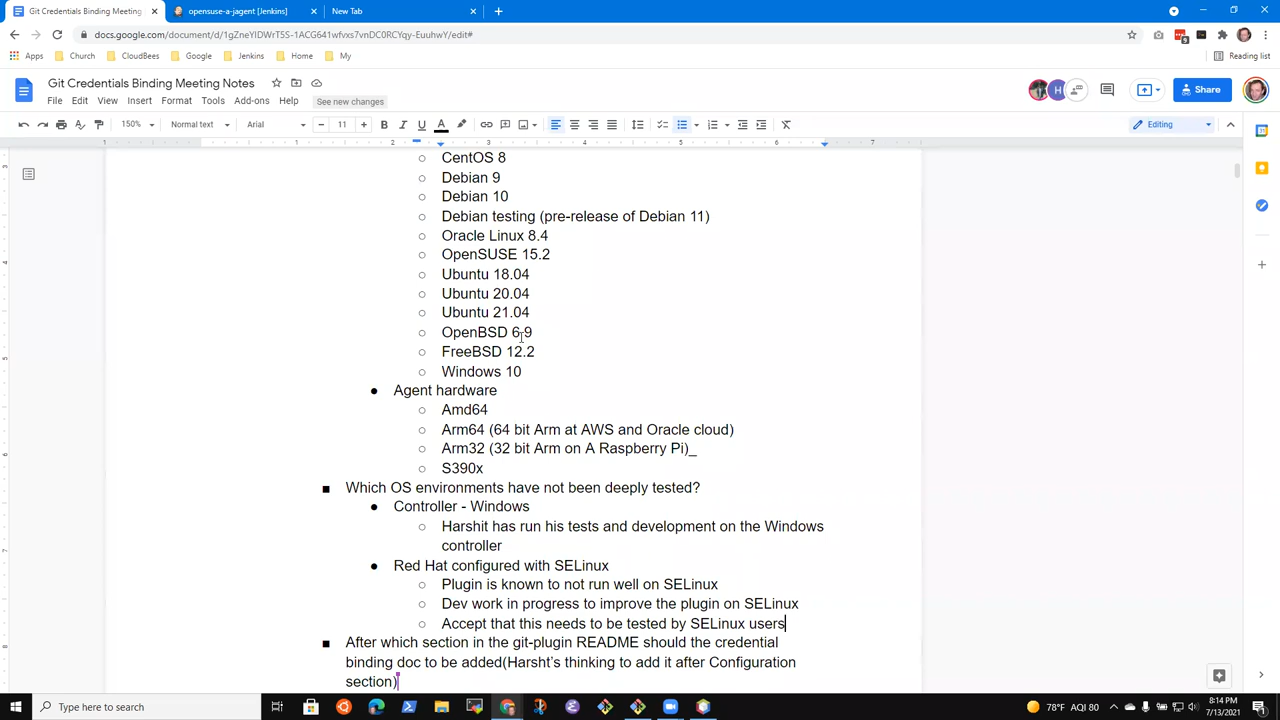 Git Credentials Binding Meeting
opensuse-a-jagent [Jenkins]
New Tab
docs.google.com/document/d/1gZneYlDWrTSS-1ACG641wfvxs7vnDC0RCYqy-EuuhwY/edit#
Apps
Church
CloudBees
Google
Jenkins
Home
My
Reading list
Git Credentials Binding Meeting Notes
File Edit View Insert Format Tools Add-ons Help
See new changes
H
Share
150%
Normal text
Arial
11
Editing
1 1 2 3 4 5 6 7
CentOS 8
Debian 9
Debian 10
Debian testing (pre-release of Debian 11)
Oracle Linux 8.4
OpenSUSE 15.2
Ubuntu 18.04
Ubuntu 20.04
Ubuntu 21.04
OpenBSD 6.9
FreeBSD 12.2
Windows 10
Agent hardware
Amd64
Arm64 (64 bit Arm at AWS and Oracle cloud)
Arm32 (32 bit Arm on A Raspberry Pi)_
S390x
Which OS environments have not been deeply tested?
Controller - Windows
Harshit has run his tests and development on the Windows
controller
Red Hat configured with SELinux
Plugin is known to not run well on SELinux
Dev work in progress to improve the plugin on SELinux
Accept that this needs to be tested by SELinux users
After which section in the git-plugin README should the credential
binding doc to be added(Harsht's thinking to add it after Configuration
section)
Type here to search
78°F AQI 80
8:14 PM
7/13/2021